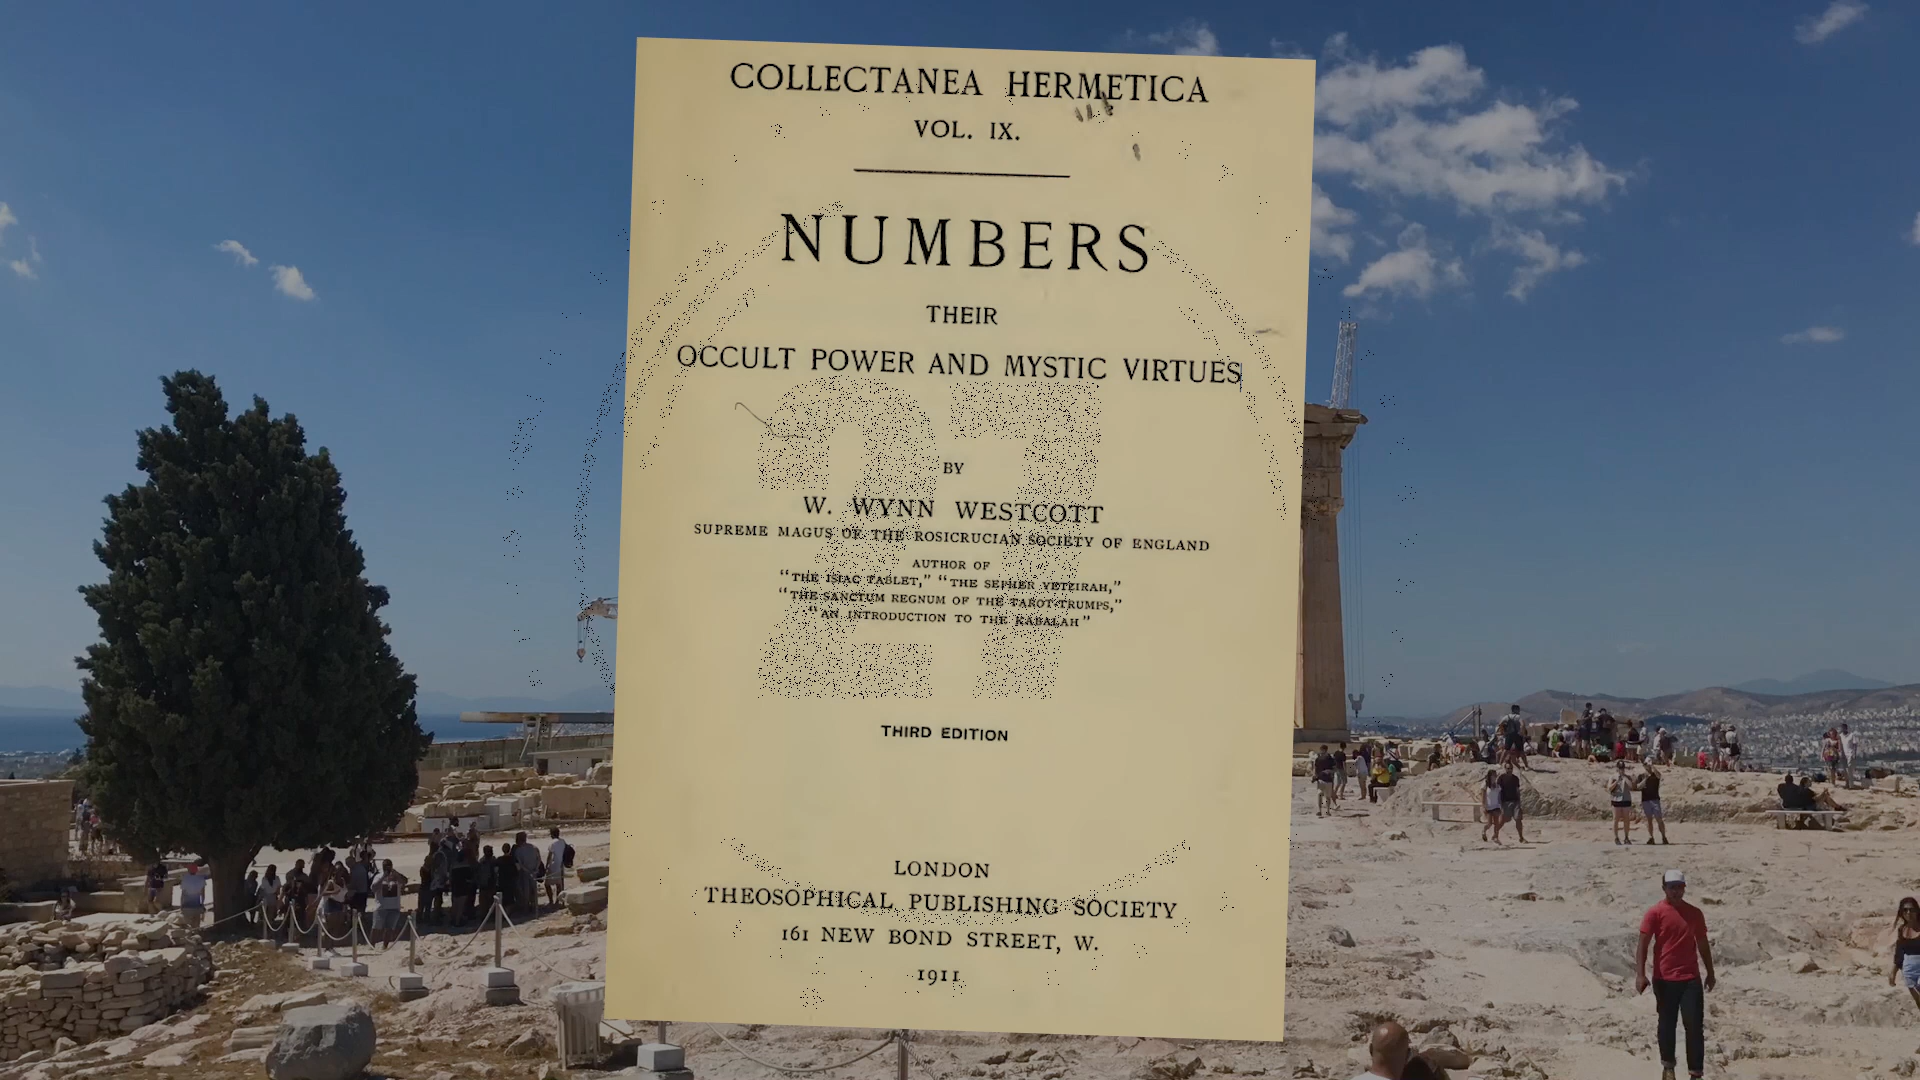 COLLECTANEA HERMETICA
VOL. IX.
NUMBERS
THEIR
OCCULT POWER AND MYSTIC VIRTUES
27
BY
W. WYNN WESTCOTT
SUPREME MAGUS OF THE ROSICRUCIAN SOCIETY OF ENGLAND
AUTHOR OF
"THE ISIAC TABLET," "THE SEPHER YETZIRAH,"
"THE SANCTUM REGNUM OF THE TAROT TRUMPS,"
"AN INTRODUCTION TO THE KABALAH"
THIRD EDITION
LONDON
THEOSOPHICAL PUBLISHING SOCIETY
161 NEW BOND STREET, W.
1911